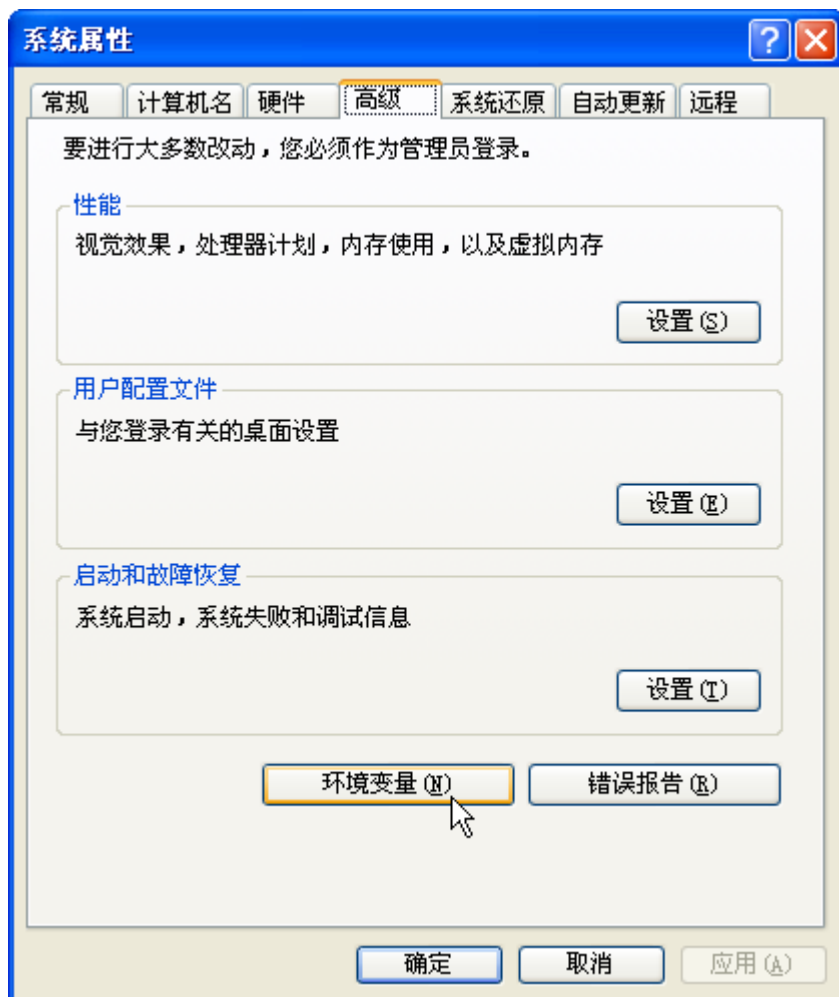 系统属性
常规 计算机名 硬件 高级 系统还原 自动更新 远程
要进行大多数改动，您必须作为管理员登录。
性能
视觉效果，处理器计划，内存使用，以及虚拟内存
设置(S)
用户配置文件
与您登录有关的桌面设置
设置(E)
启动和故障恢复
系统启动，系统失败和调试信息
设置(T)
环境变量(N) 错误报告(R)
确定 取消 应用(A)